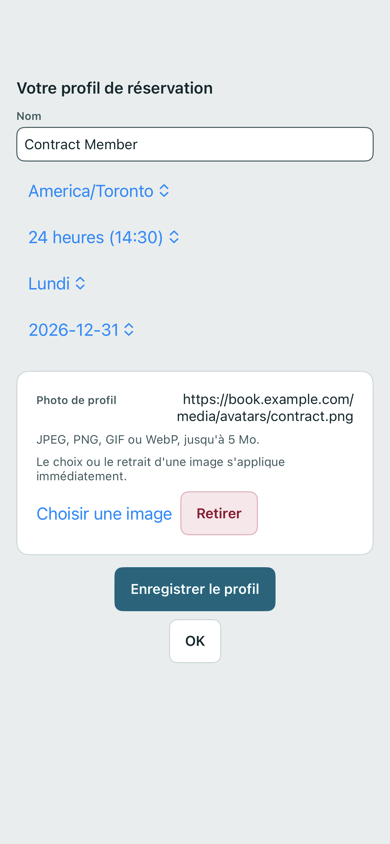 Votre profil de réservation
Nom
Contract Member
America/Toronto
24 heures (14:30)
Lundi
2026-12-31
Photo de profil
https://book.example.com/
media/avatars/contract.png
JPEG, PNG, GIF ou WebP, jusqu'à 5 Mo.
Le choix ou le retrait d'une image s'applique
immédiatement.
Choisir une image
Retirer
Enregistrer le profil
OK